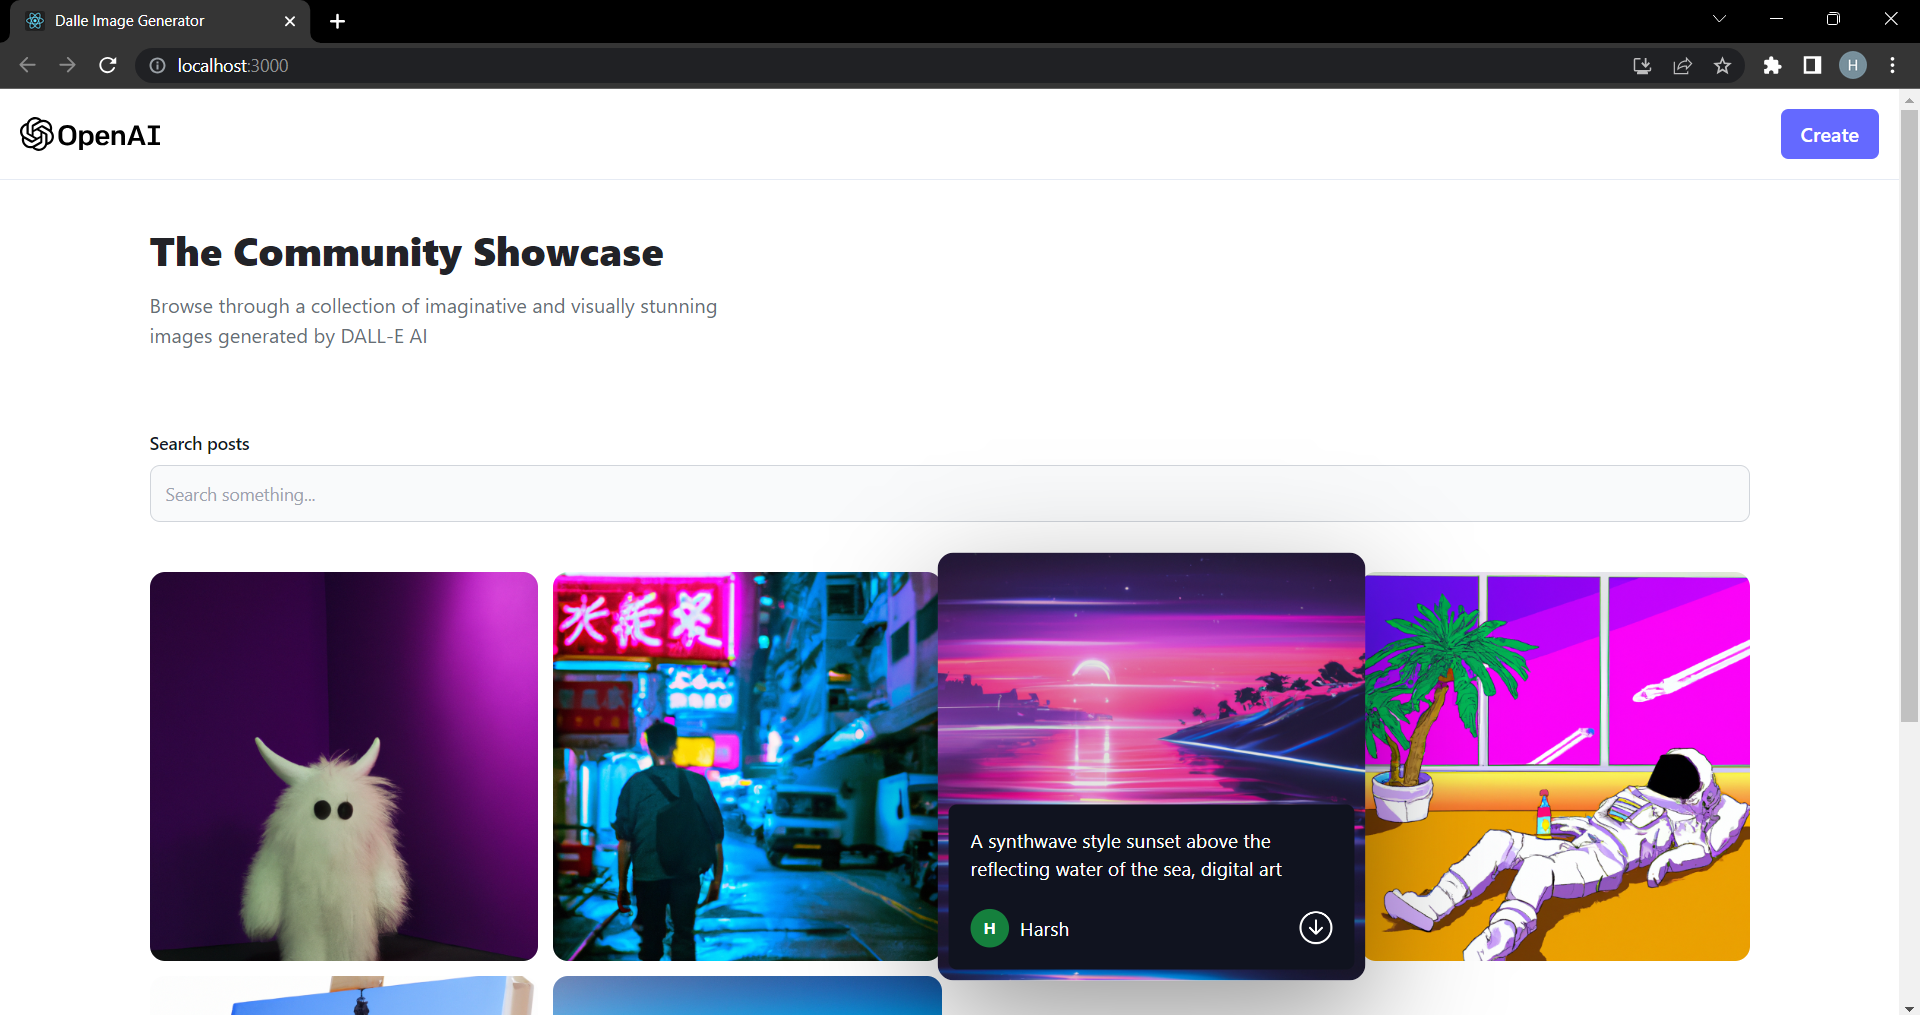 Dalle Image Generator
localhost:3000
H
OpenAI
Create
The Community Showcase
Browse through a collection of imaginative and visually stunning
images generated by DALL-E AI
Search posts
Search something...
A synthwave style sunset above the
reflecting water of the sea, digital art
H Harsh